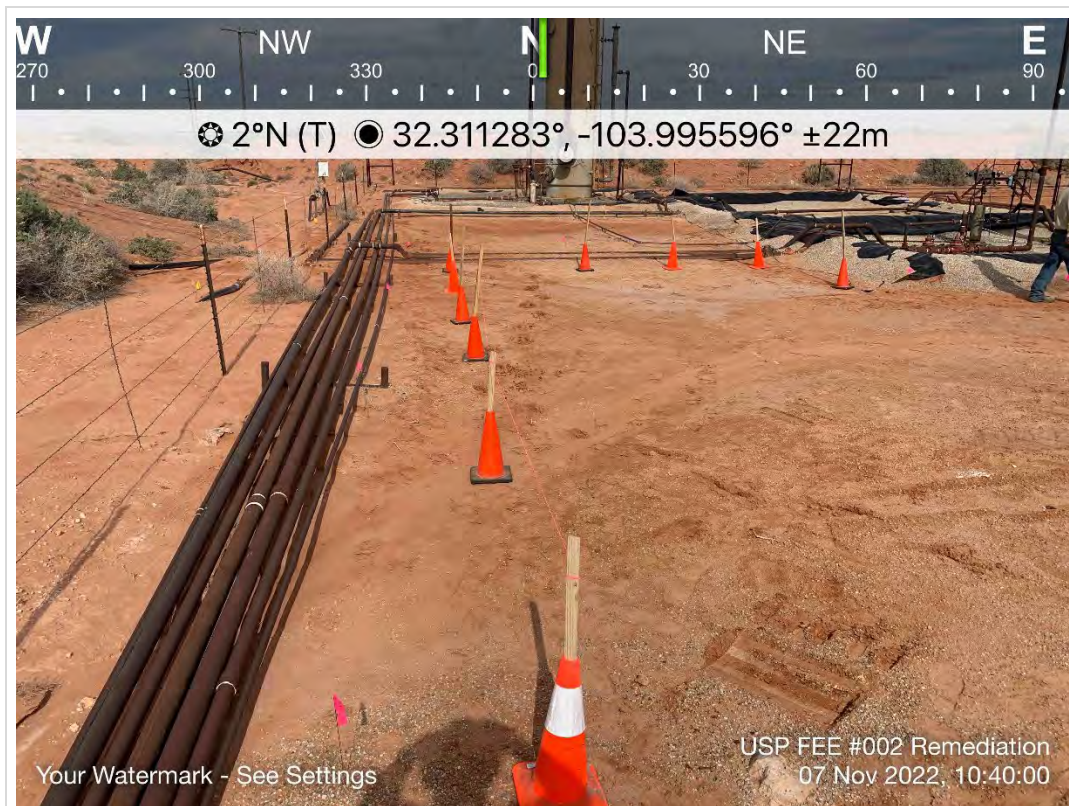 W NW N NE E
270 300 330 0 30 60 90
2°N (T) 32.311283°, -103.995596° ±22m
USP FEE #002 Remediation
Your Watermark - See Settings 07 Nov 2022, 10:40:00